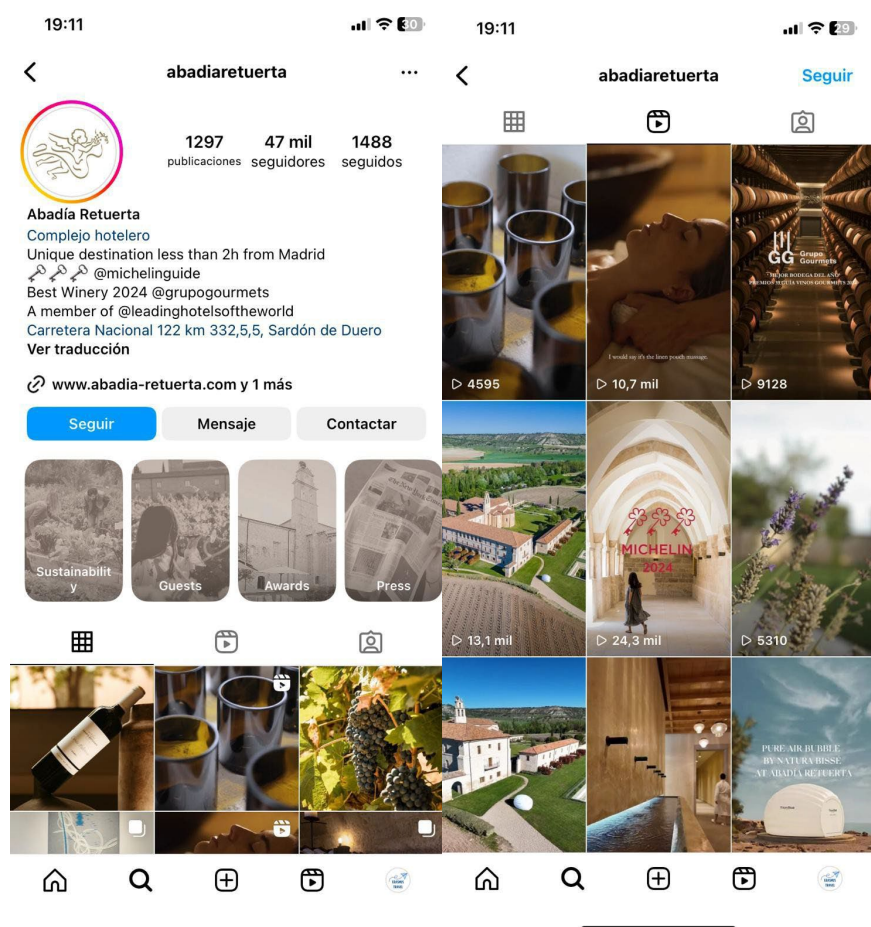 19:11
30
abadiaretuerta
1297
47 mil
1488
publicaciones
seguidores
seguidos
Abadía Retuerta
Complejo hotelero
Unique destination less than 2h from Madrid
@michelinguide
Best Winery 2024 @grupogourmets
A member of @leadinghotelsoftheworld
Carretera Nacional 122 km 332,5,5, Sardón de Duero
Ver traducción
www.abadia-retuerta.com y 1 más
Seguir
Mensaje
Contactar
Sustainabilit
y
Guests
Awards
Press
19:11
29
abadiaretuerta
Seguir
I would say it's the linen pouch massage.
GG Grupo
Gourmets
"MEJOR BODEGA DEL AÑO"
4595
10,7 mil
9128
MICHELIN
2024
13,1 mil
24,3 mil
5310
PURE AIR BUBBLE
BY NATURA BISSÉ
AT ABADÍA RETUERTA